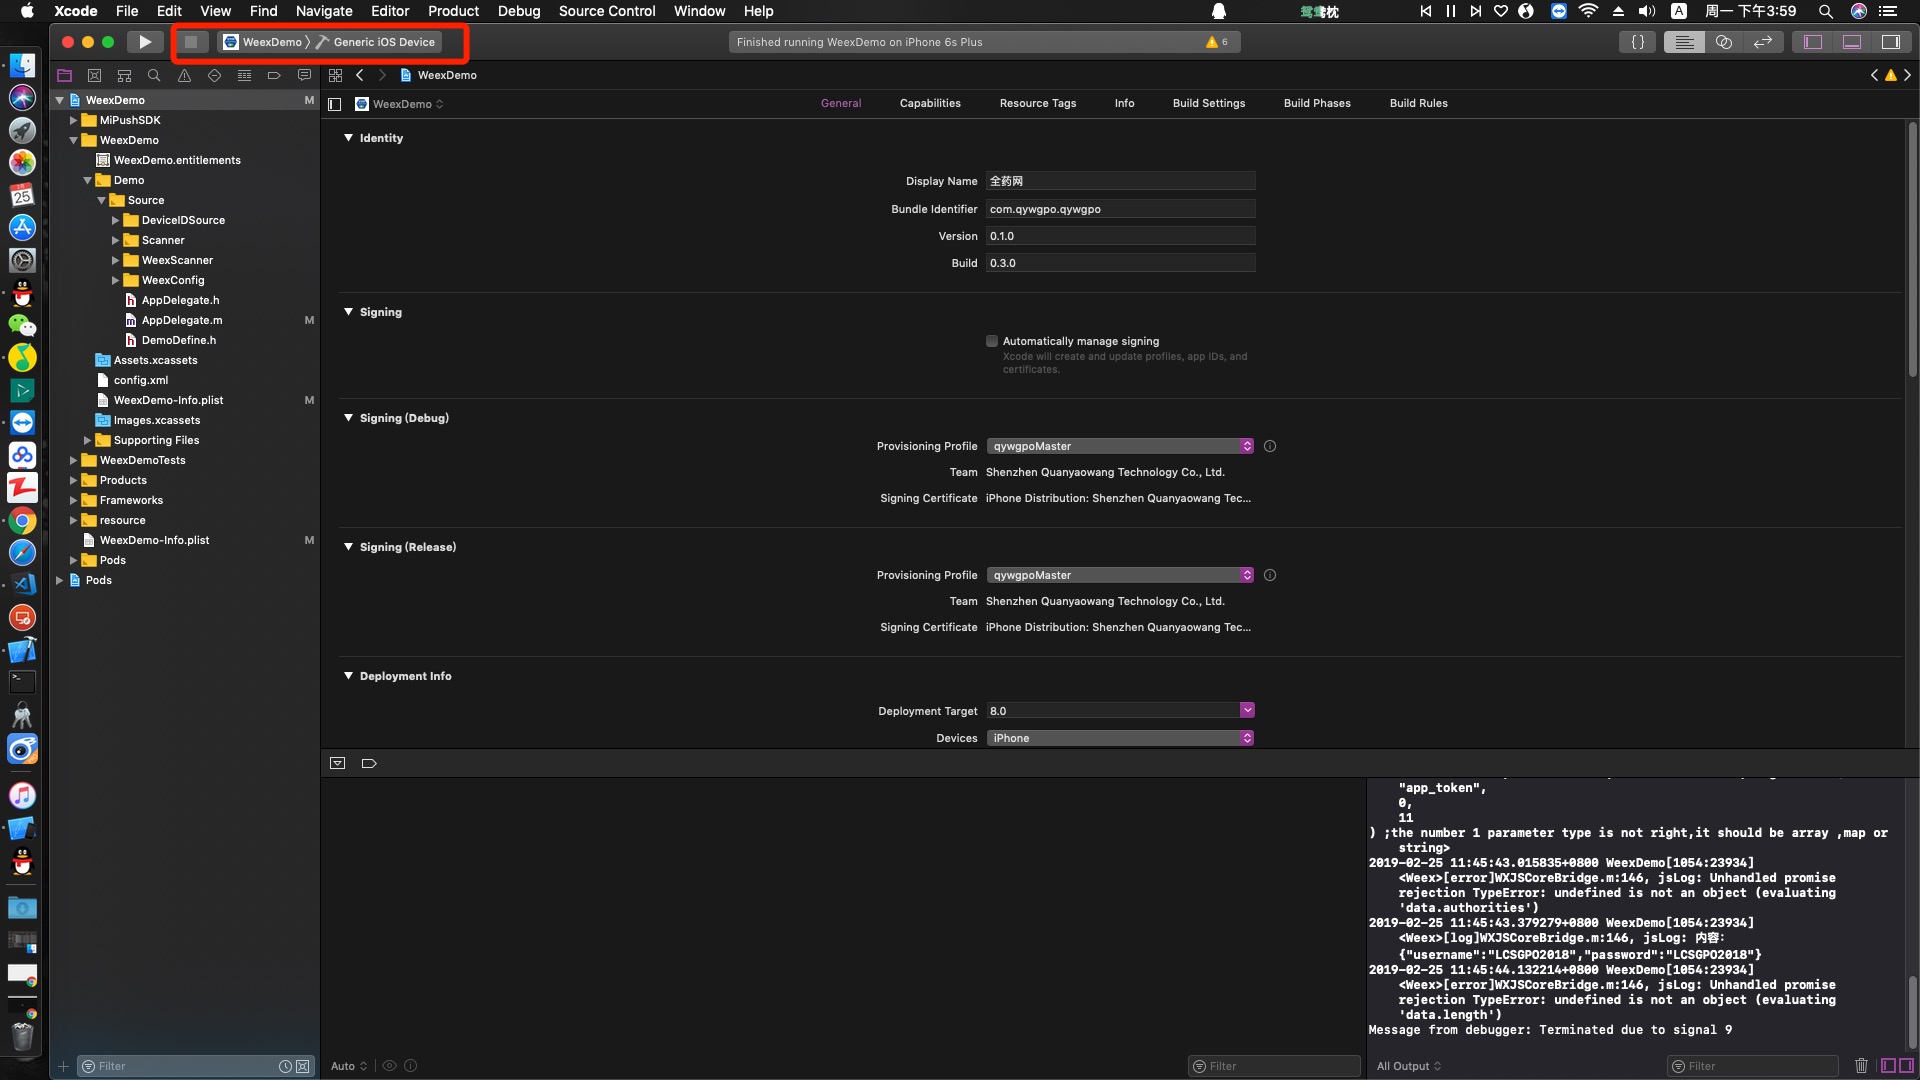 Xcode File Edit View Find Navigate Editor Product Debug Source Control Window Help
A 周一 下午3:59
WeexDemo Generic iOS Device
Finished running WeexDemo on iPhone 6s Plus
6
{}
WeexDemo
WeexDemo M
MiPushSDK
WeexDemo
WeexDemo.entitlements
Demo
Source
DeviceIDSource
Scanner
WeexScanner
WeexConfig
h AppDelegate.h
m AppDelegate.m M
h DemoDefine.h
Assets.xcassets
config.xml
WeexDemo-Info.plist M
Images.xcassets
Supporting Files
WeexDemoTests
Products
Frameworks
resource
WeexDemo-Info.plist M
Pods
Pods
Filter
25
WeexDemo
General Capabilities Resource Tags Info Build Settings Build Phases Build Rules
Identity
Display Name 全药网
Bundle Identifier com.qywgpo.qywgpo
Version 0.1.0
Build 0.3.0
Signing
Automatically manage signing
Xcode will create and update profiles, app IDs, and
certificates.
Signing (Debug)
Provisioning Profile qywgpoMaster
Team Shenzhen Quanyaowang Technology Co., Ltd.
Signing Certificate iPhone Distribution: Shenzhen Quanyaowang Tec...
Signing (Release)
Provisioning Profile qywgpoMaster
Team Shenzhen Quanyaowang Technology Co., Ltd.
Signing Certificate iPhone Distribution: Shenzhen Quanyaowang Tec...
Deployment Info
Deployment Target 8.0
Devices iPhone
"app_token",
0,
11
) ;the number 1 parameter type is not right,it should be array ,map or
string>
2019-02-25 11:45:43.015835+0800 WeexDemo[1054:23934]
<Weex>[error]WXJSCoreBridge.m:146, jsLog: Unhandled promise
rejection TypeError: undefined is not an object (evaluating
'data.authorities')
2019-02-25 11:45:43.379279+0800 WeexDemo[1054:23934]
<Weex>[log]WXJSCoreBridge.m:146, jsLog: 内容:
{"username":"LCSGPO2018","password":"LCSGPO2018"}
2019-02-25 11:45:44.132214+0800 WeexDemo[1054:23934]
<Weex>[error]WXJSCoreBridge.m:146, jsLog: Unhandled promise
rejection TypeError: undefined is not an object (evaluating
'data.length')
Message from debugger: Terminated due to signal 9
Auto
Filter
All Output
Filter